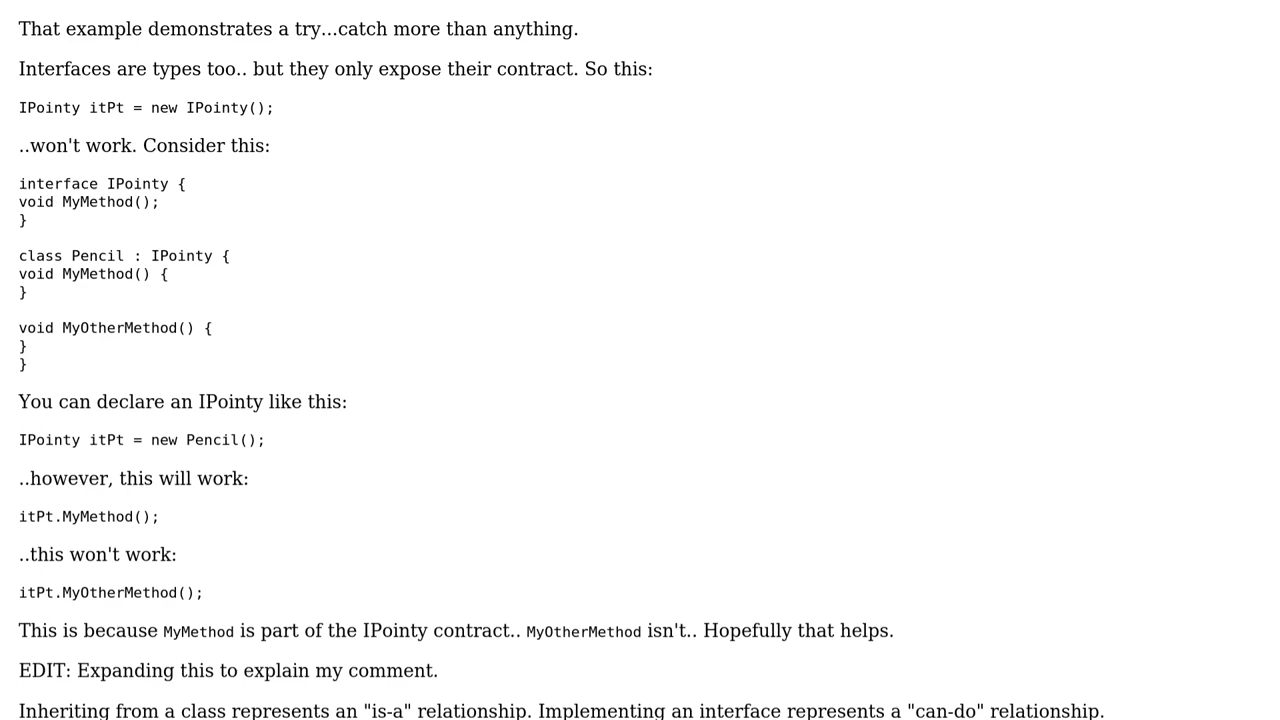 That example demonstrates a try...catch more than anything.
Interfaces are types too.. but they only expose their contract. So this:
IPointy itPt = new IPointy();
..won't work. Consider this:
interface IPointy {
void MyMethod();
}
class Pencil : IPointy {
void MyMethod() {
}
void MyOtherMethod() {
}
}
You can declare an IPointy like this:
IPointy itPt = new Pencil();
..however, this will work:
itPt.MyMethod();
..this won't work:
itPt.MyOtherMethod();
This is because MyMethod is part of the IPointy contract.. MyOtherMethod isn't.. Hopefully that helps.
EDIT: Expanding this to explain my comment.
Inheriting from a class represents an "is-a" relationship. Implementing an interface represents a "can-do" relationship.